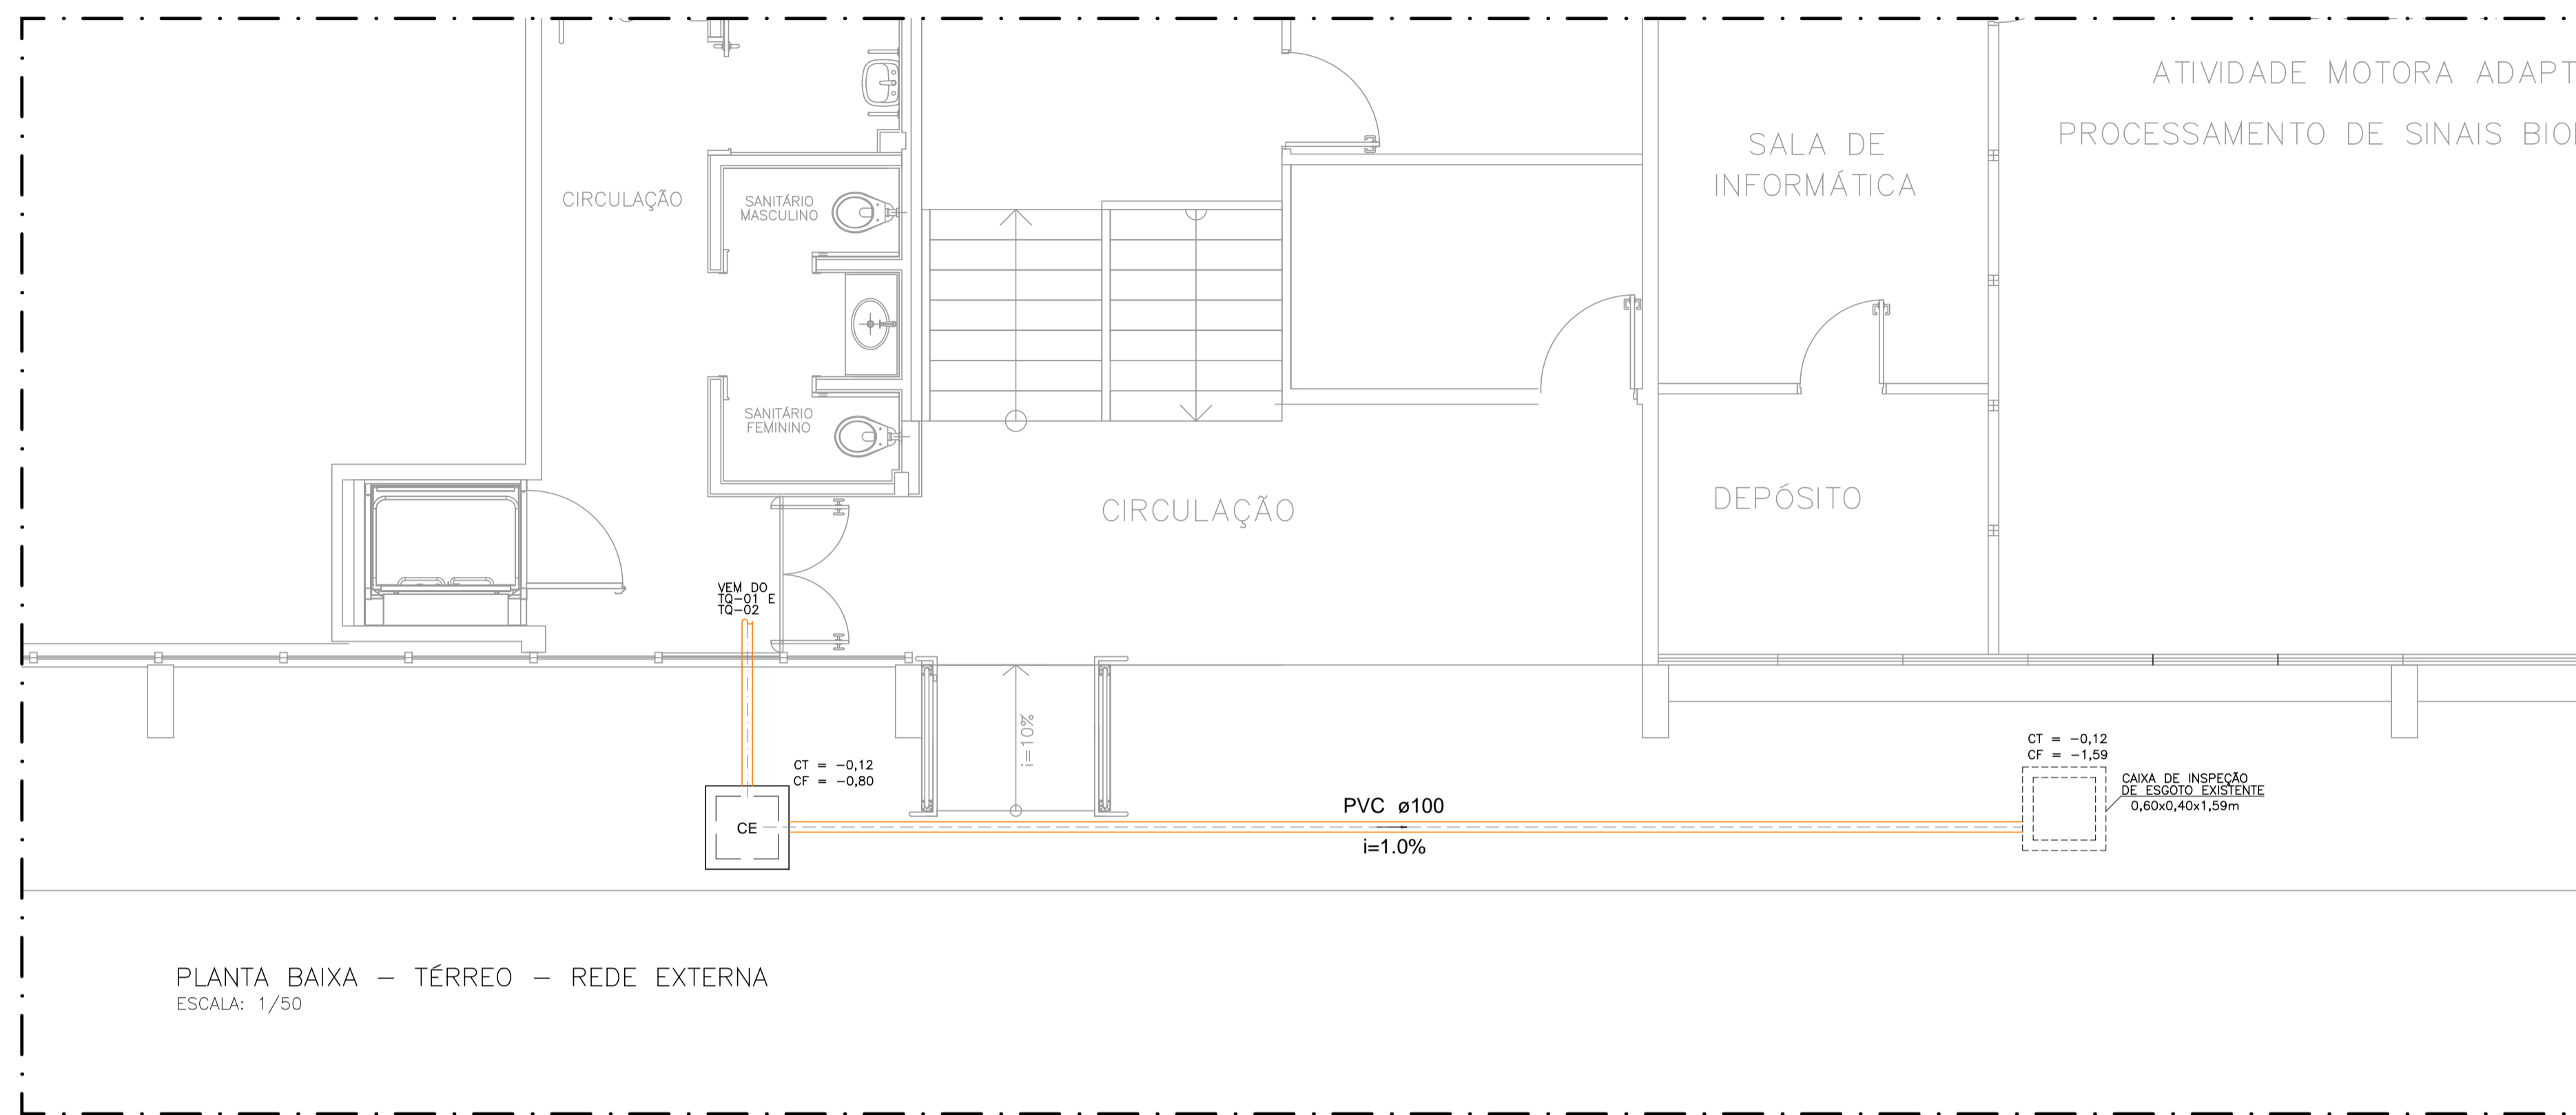 ATIVIDADE MOTORA ADAPT
PROCESSAMENTO DE SINAIS BIO
SALA DE
INFORMÁTICA
CIRCULAÇÃO
SANITÁRIO
MASCULINO
SANITÁRIO
FEMININO
CIRCULAÇÃO
DEPÓSITO
VEM DO
TQ-01 E
TQ-02
i=10%
CT = -0,12
CF = -0,80
CE
PVC ø100
i=1.0%
CT = -0,12
CF = -1,59
CAIXA DE INSPEÇÃO
DE ESGOTO EXISTENTE
0,60x0,40x1,59m
PLANTA BAIXA - TÉRREO - REDE EXTERNA
ESCALA: 1/50